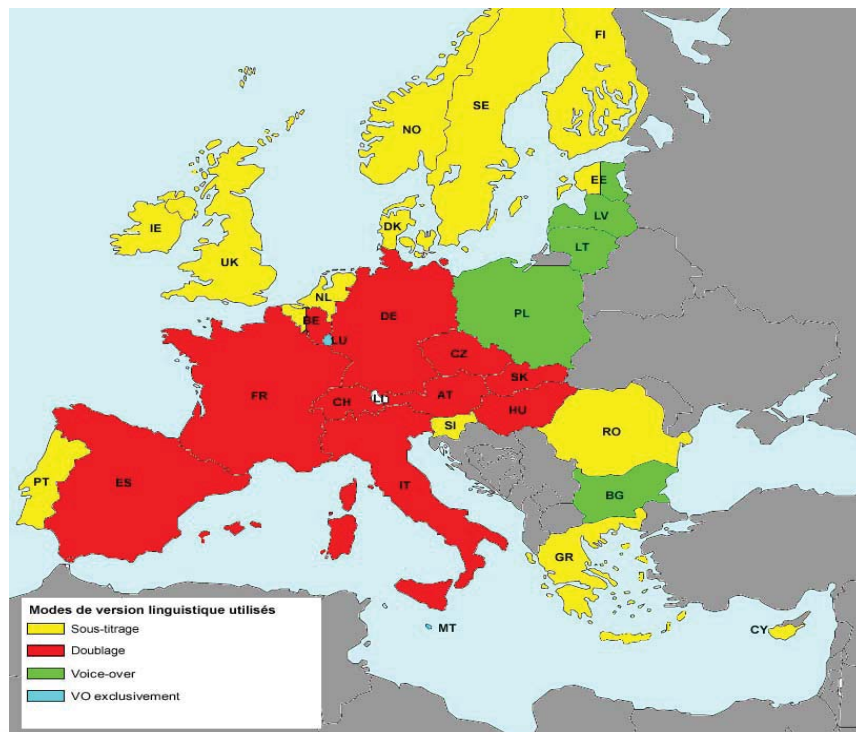 FI
SE
NO
EE
LV
IE
DK
LT
UK
NL
BE
DE
PL
LU
CZ
SK
FR
CH
LI
AT
HU
SI
RO
PT
ES
IT
BG
GR
MT
CY
Modes de version linguistique utilisés
Sous-titrage
Doublage
Voice-over
VO exclusivement